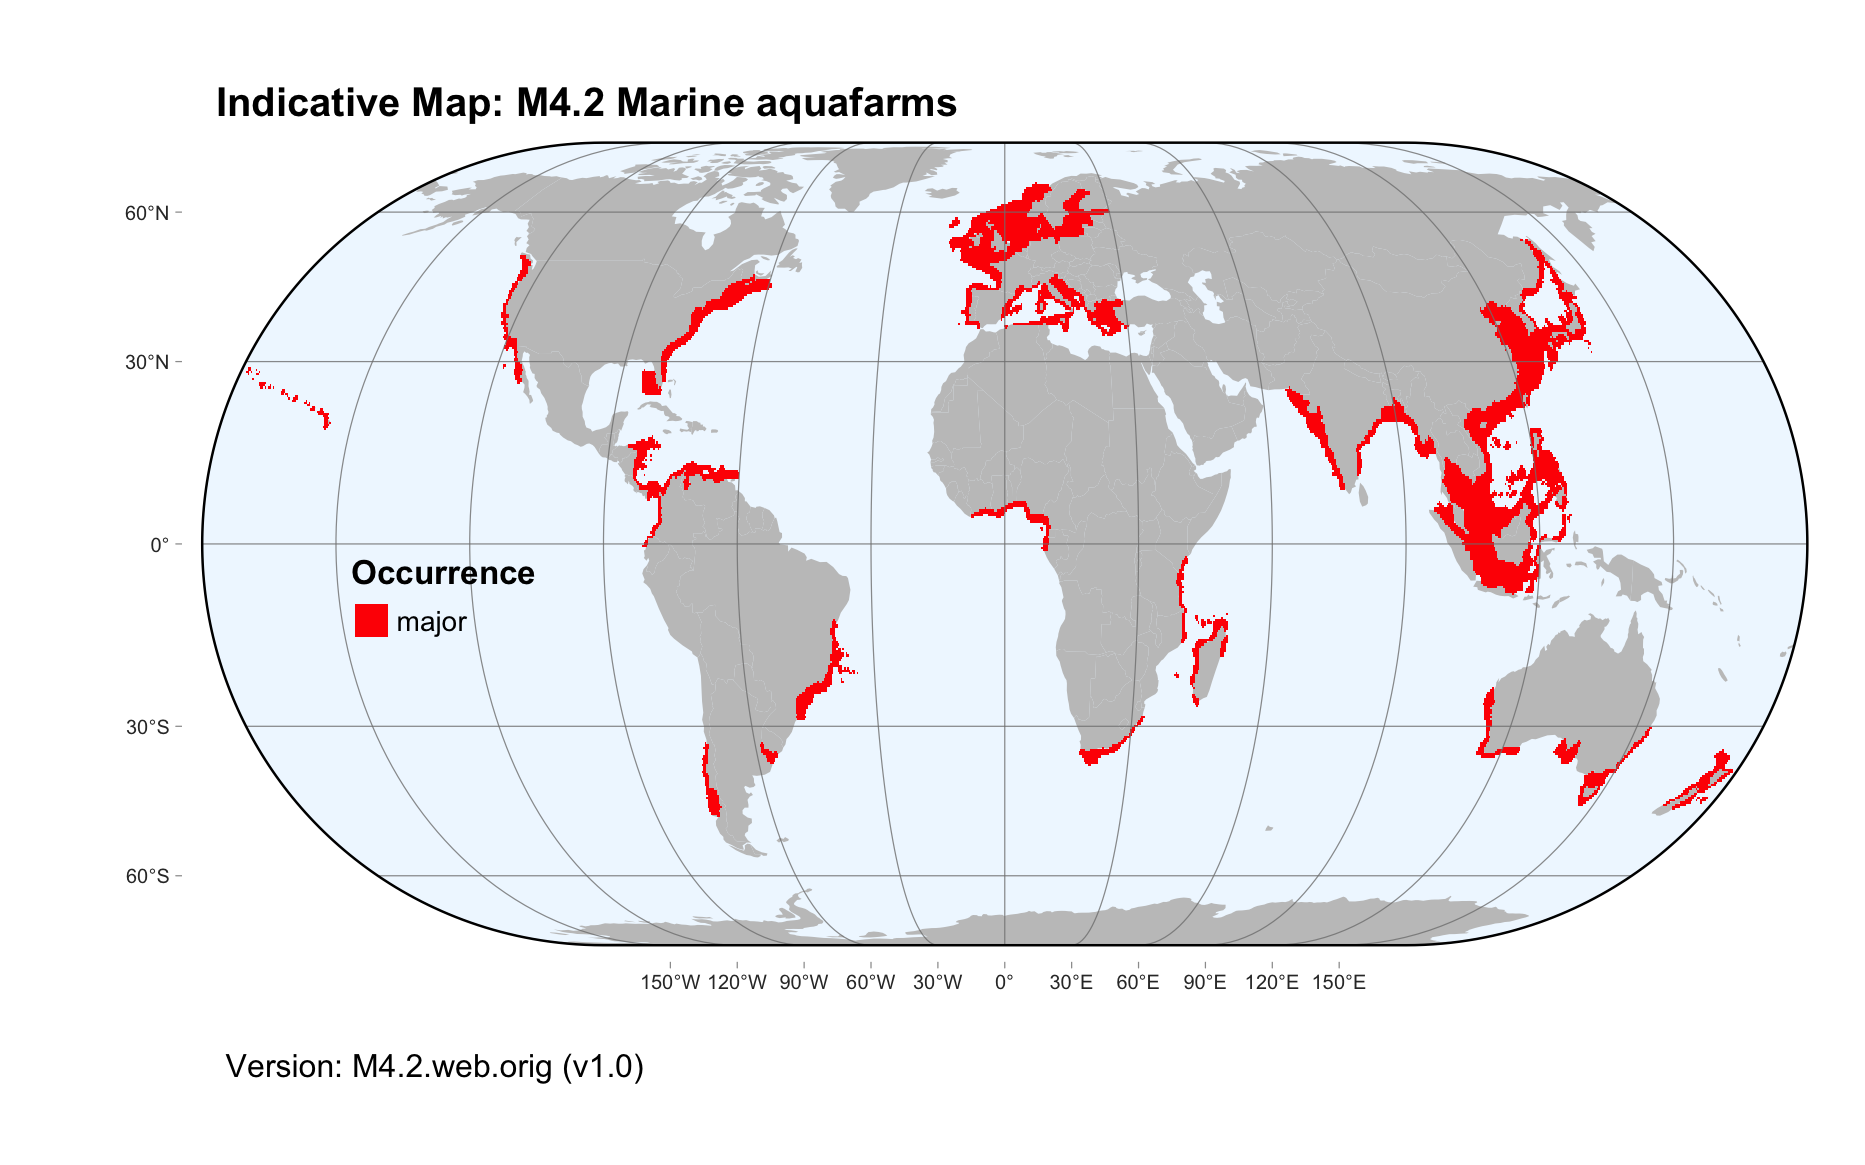 Indicative Map: M4.2 Marine aquafarms
60°N
30°N
0°
30°S
60°S
Occurrence
major
150°W 120°W 90°W 60°W 30°W 0° 30°E 60°E 90°E 120°E 150°E
Version: M4.2.web.orig (v1.0)